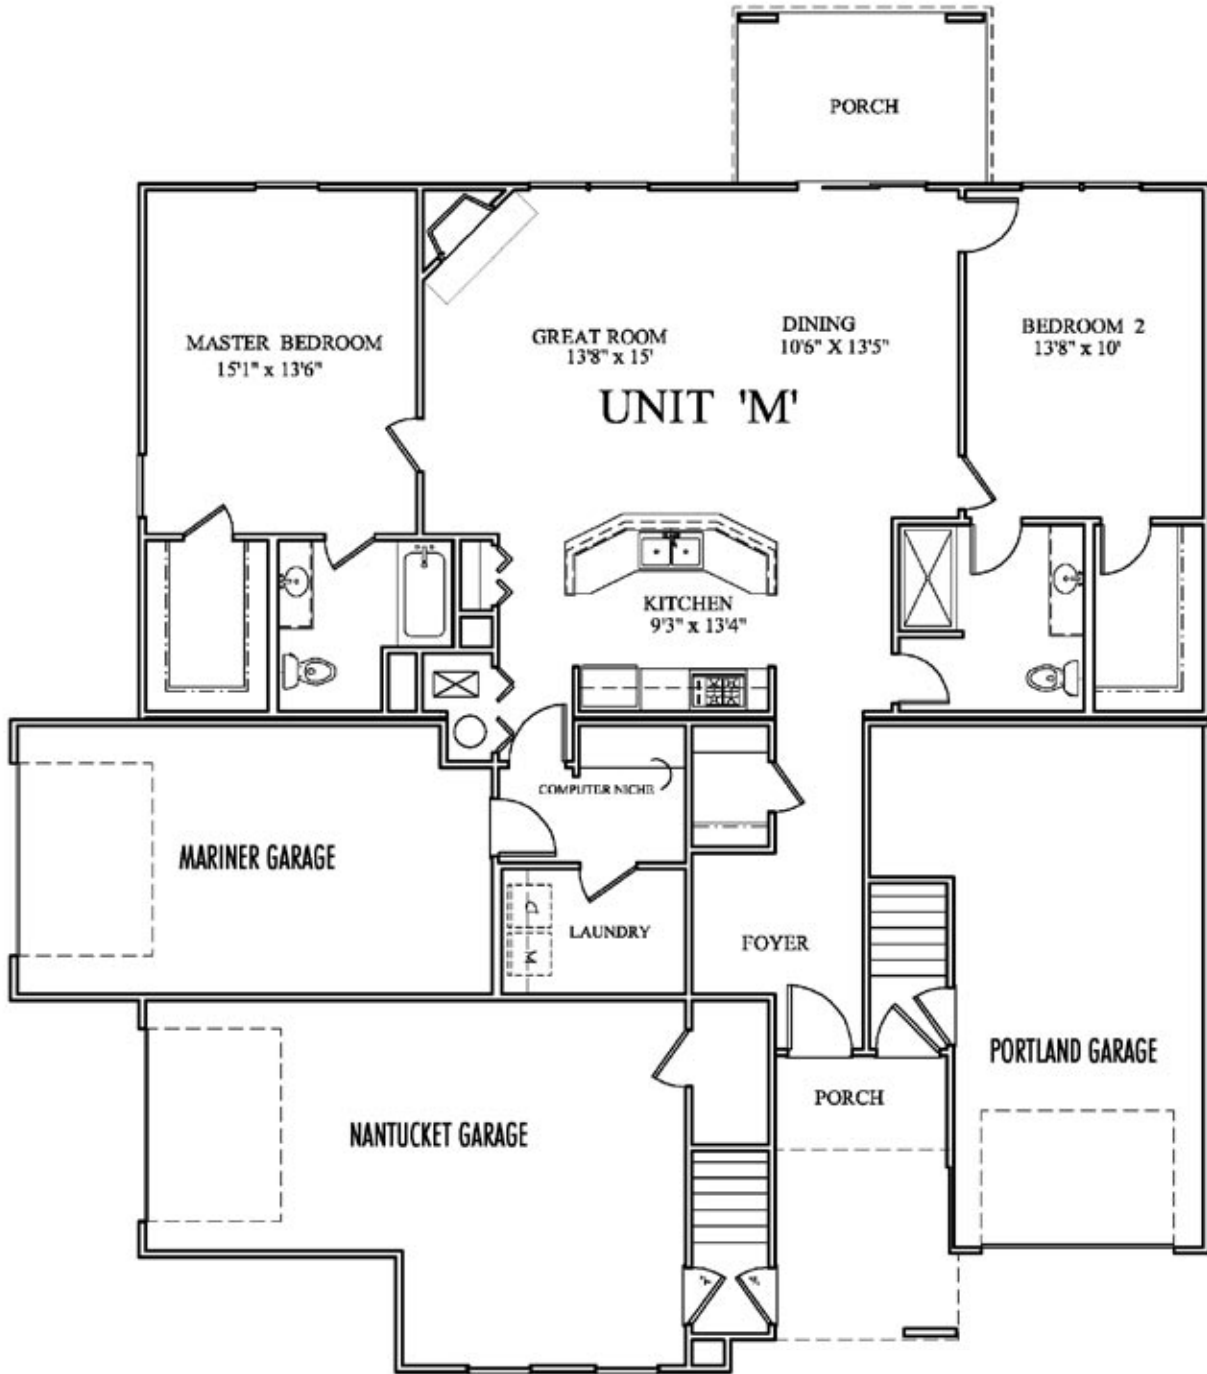 PORCH
MASTER BEDROOM
15'1" x 13'6"
GREAT ROOM
13'8" x 15'
DINING
10'6" X 13'5"
BEDROOM 2
13'8" x 10'
UNIT 'M'
KITCHEN
9'3" x 13'4"
COMPUTER NICHE
MARINER GARAGE
LAUNDRY
FOYER
PORTLAND GARAGE
PORCH
NANTUCKET GARAGE